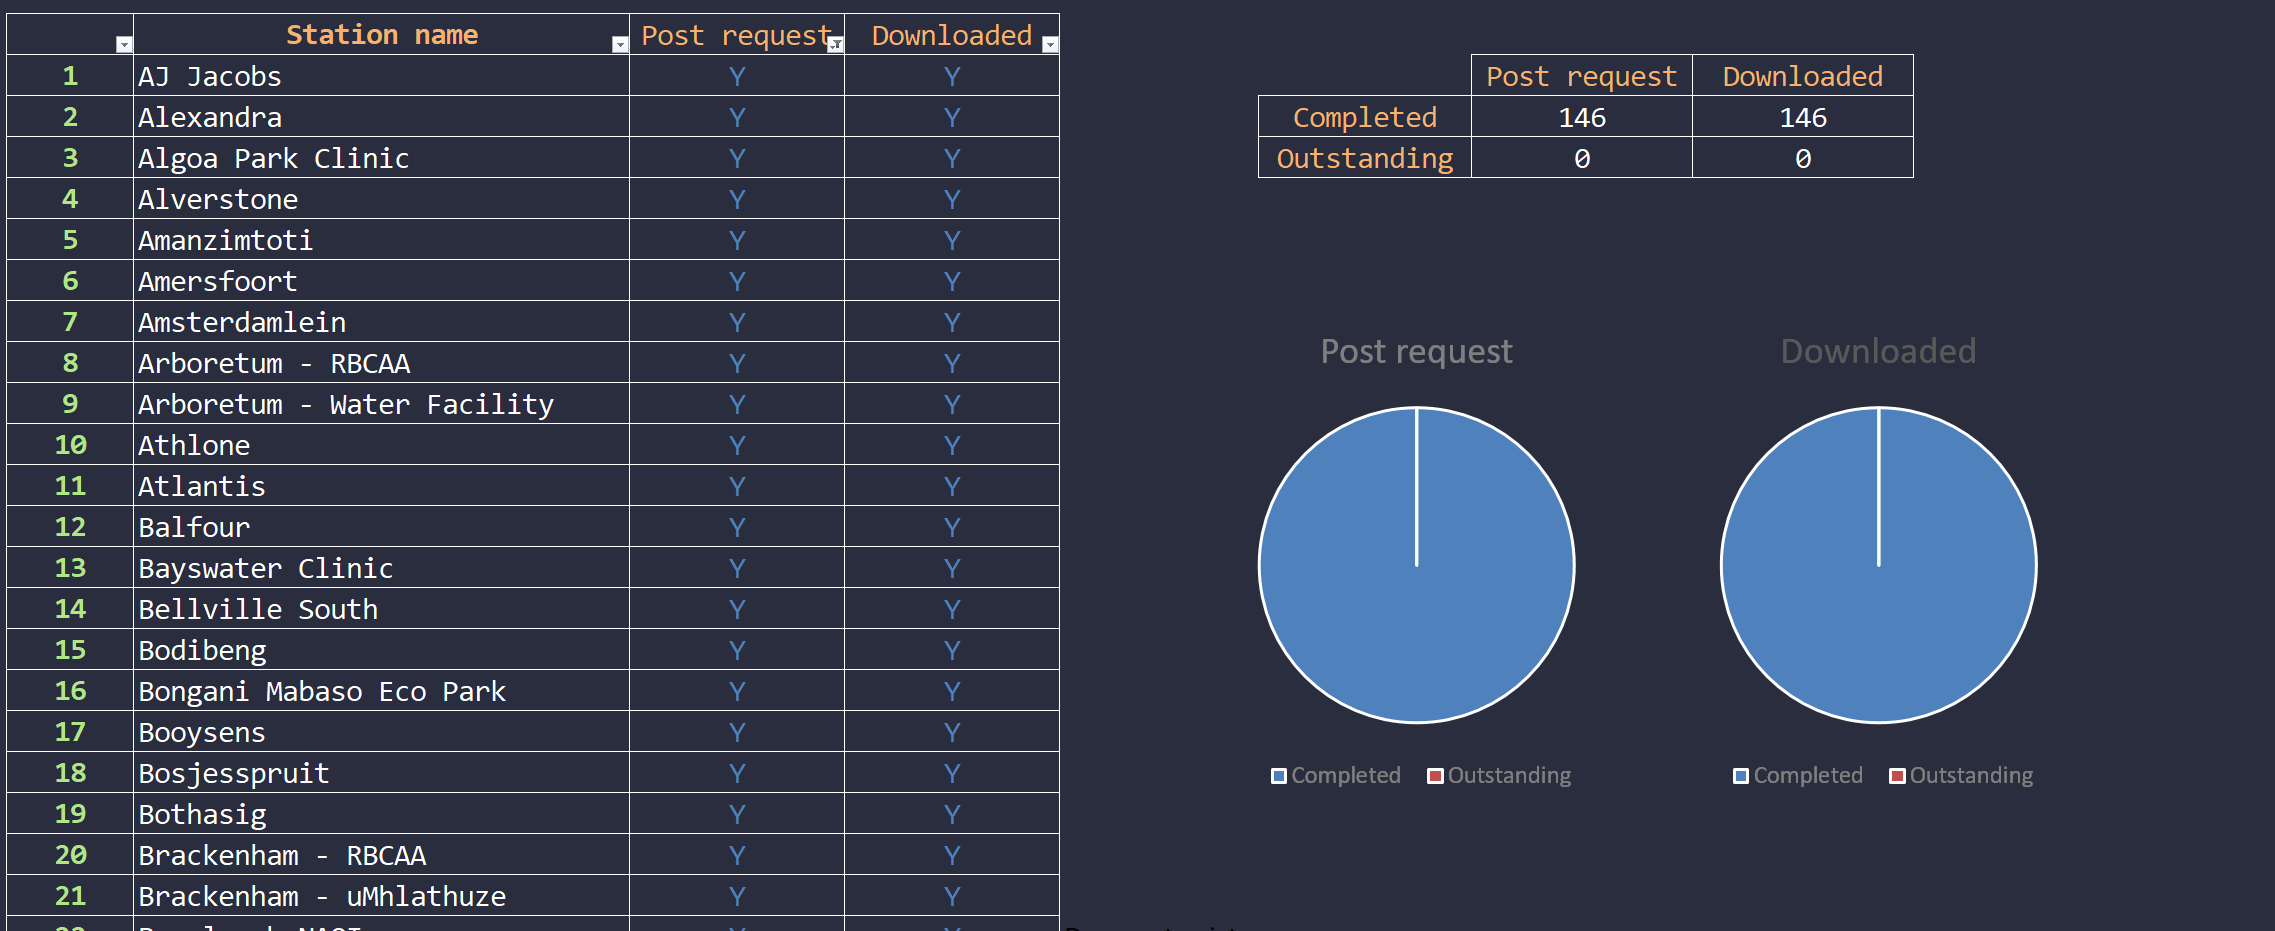 Station name Post request Downloaded
1 AJ Jacobs Y Y
2 Alexandra Y Y
3 Algoa Park Clinic Y Y
4 Alverstone Y Y
5 Amanzimtoti Y Y
6 Amersfoort Y Y
7 Amsterdamlein Y Y
8 Arboretum - RBCAA Y Y
9 Arboretum - Water Facility Y Y
10 Athlone Y Y
11 Atlantis Y Y
12 Balfour Y Y
13 Bayswater Clinic Y Y
14 Bellville South Y Y
15 Bodibeng Y Y
16 Bongani Mabaso Eco Park Y Y
17 Booysens Y Y
18 Bosjesspruit Y Y
19 Bothasig Y Y
20 Brackenham - RBCAA Y Y
21 Brackenham - uMhlathuze Y Y
Post request Downloaded
Completed 146 146
Outstanding 0 0
Post request
Completed Outstanding
Downloaded
Completed Outstanding